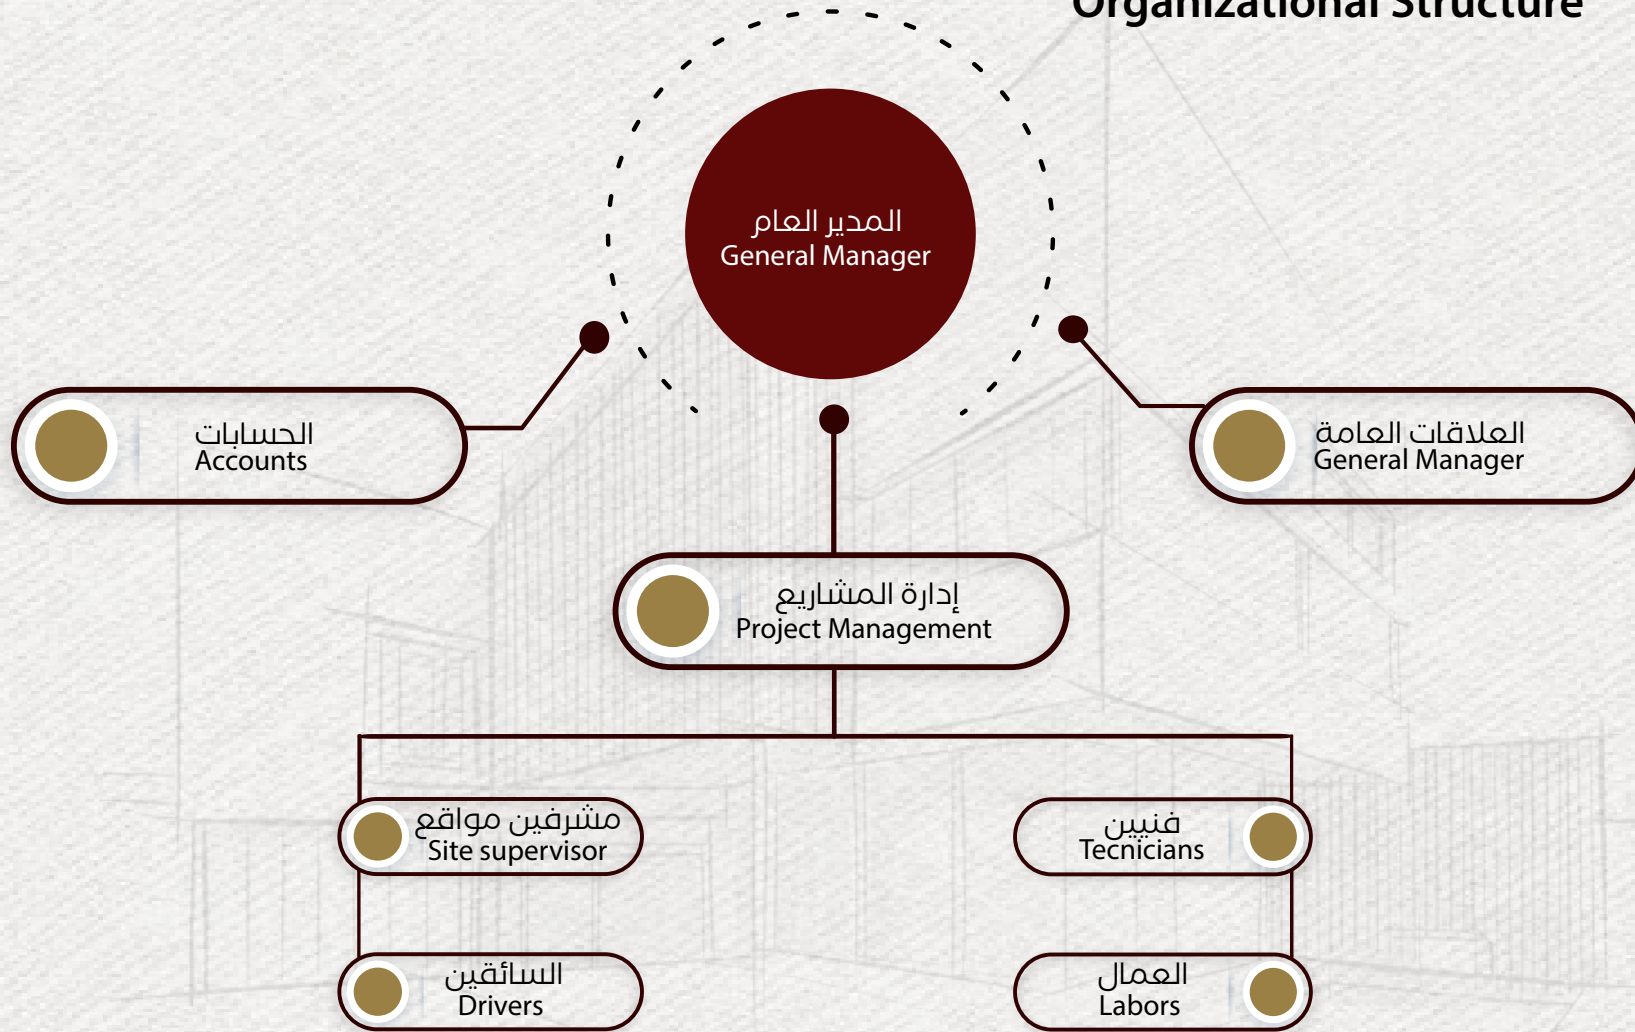 Organizational Structure
المدير العام
General Manager
الحسابات
Accounts
العلاقات العامة
General Manager
إدارة المشاريع
Project Management
مشرفين مواقع
Site supervisor
فنيين
Tecnicians
السائقين
Drivers
العمال
Labors